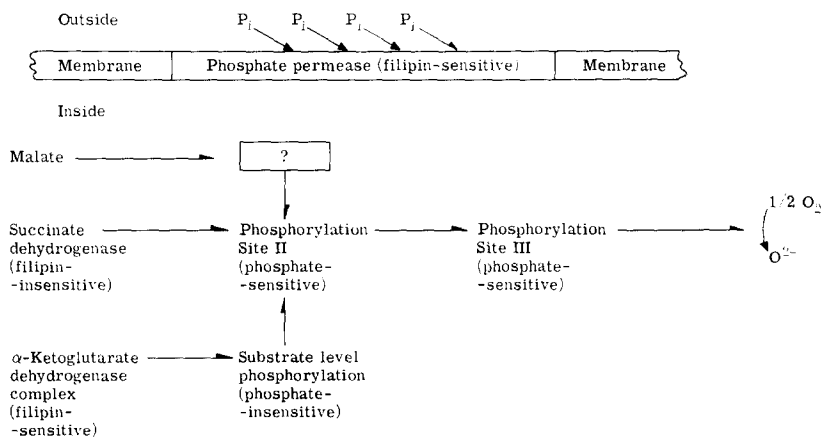 Outside
P_i P_i P_i P_i
Membrane Phosphate permease (filipin-sensitive) Membrane
Inside
Malate ?
1/2 O2
O2-
Succinate
dehydrogenase
(filipin-
-insensitive)
Phosphorylation
Site II
(phosphate-
-sensitive)
Phosphorylation
Site III
(phosphate-
-sensitive)
α-Ketoglutarate
dehydrogenase
complex
(filipin-
-sensitive)
Substrate level
phosphorylation
(phosphate-
-insensitive)